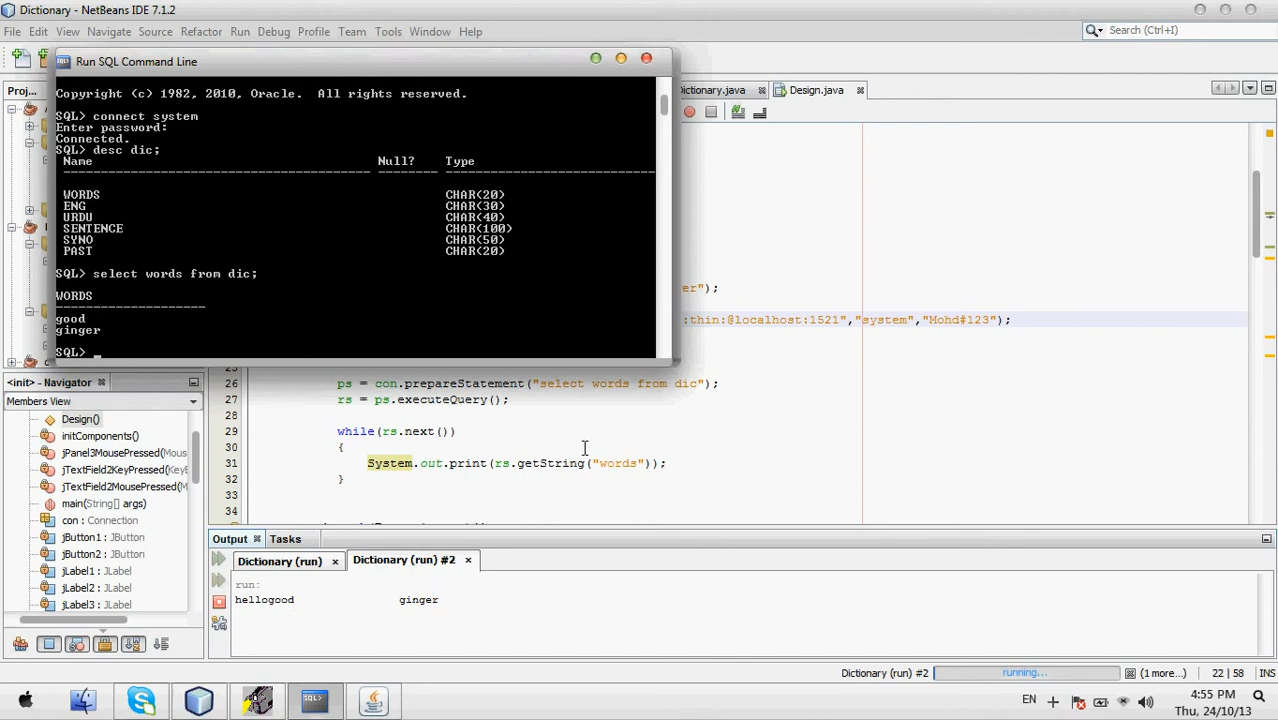 Dictionary - NetBeans IDE 7.1.2
File Edit View Navigate Source Refactor Run Debug Profile Team Tools Window Help
Search (Ctrl+I)
Run SQL Command Line
Copyright (c) 1982, 2010, Oracle. All rights reserved.
SQL> connect system
Enter password:
Connected.
SQL> desc dic;
Name Null? Type
WORDS CHAR(20)
ENG CHAR(30)
URDU CHAR(40)
SENTENCE CHAR(100)
SYNO CHAR(50)
PAST CHAR(20)
SQL> select words from dic;
WORDS
good
ginger
SQL>
Proj...
Dictionary.java Design.java
er");
:thin:@localhost:1521","system","Mohd#123");
25
26 ps = con.prepareStatement("select words from dic");
27 rs = ps.executeQuery();
28
29 while(rs.next())
30 {
31 System.out.print(rs.getString("words"));
32 }
33
34
<init> - Navigator
Members View
Design()
initComponents()
jPanel3MousePressed(M
jTextField2KeyPressed(K
jTextField2MousePressed(M
main(String[] args)
con : Connection
jButton1 : JButton
jButton2 : JButton
jLabel1 : JLabel
jLabel2 : JLabel
jLabel3 : JLabel
Output Tasks
Dictionary (run) Dictionary (run) #2
run:
hellogood ginger
Dictionary (run) #2 running... (1 more...) 22 | 58 INS
EN
4:55 PM
Thu, 24/10/13